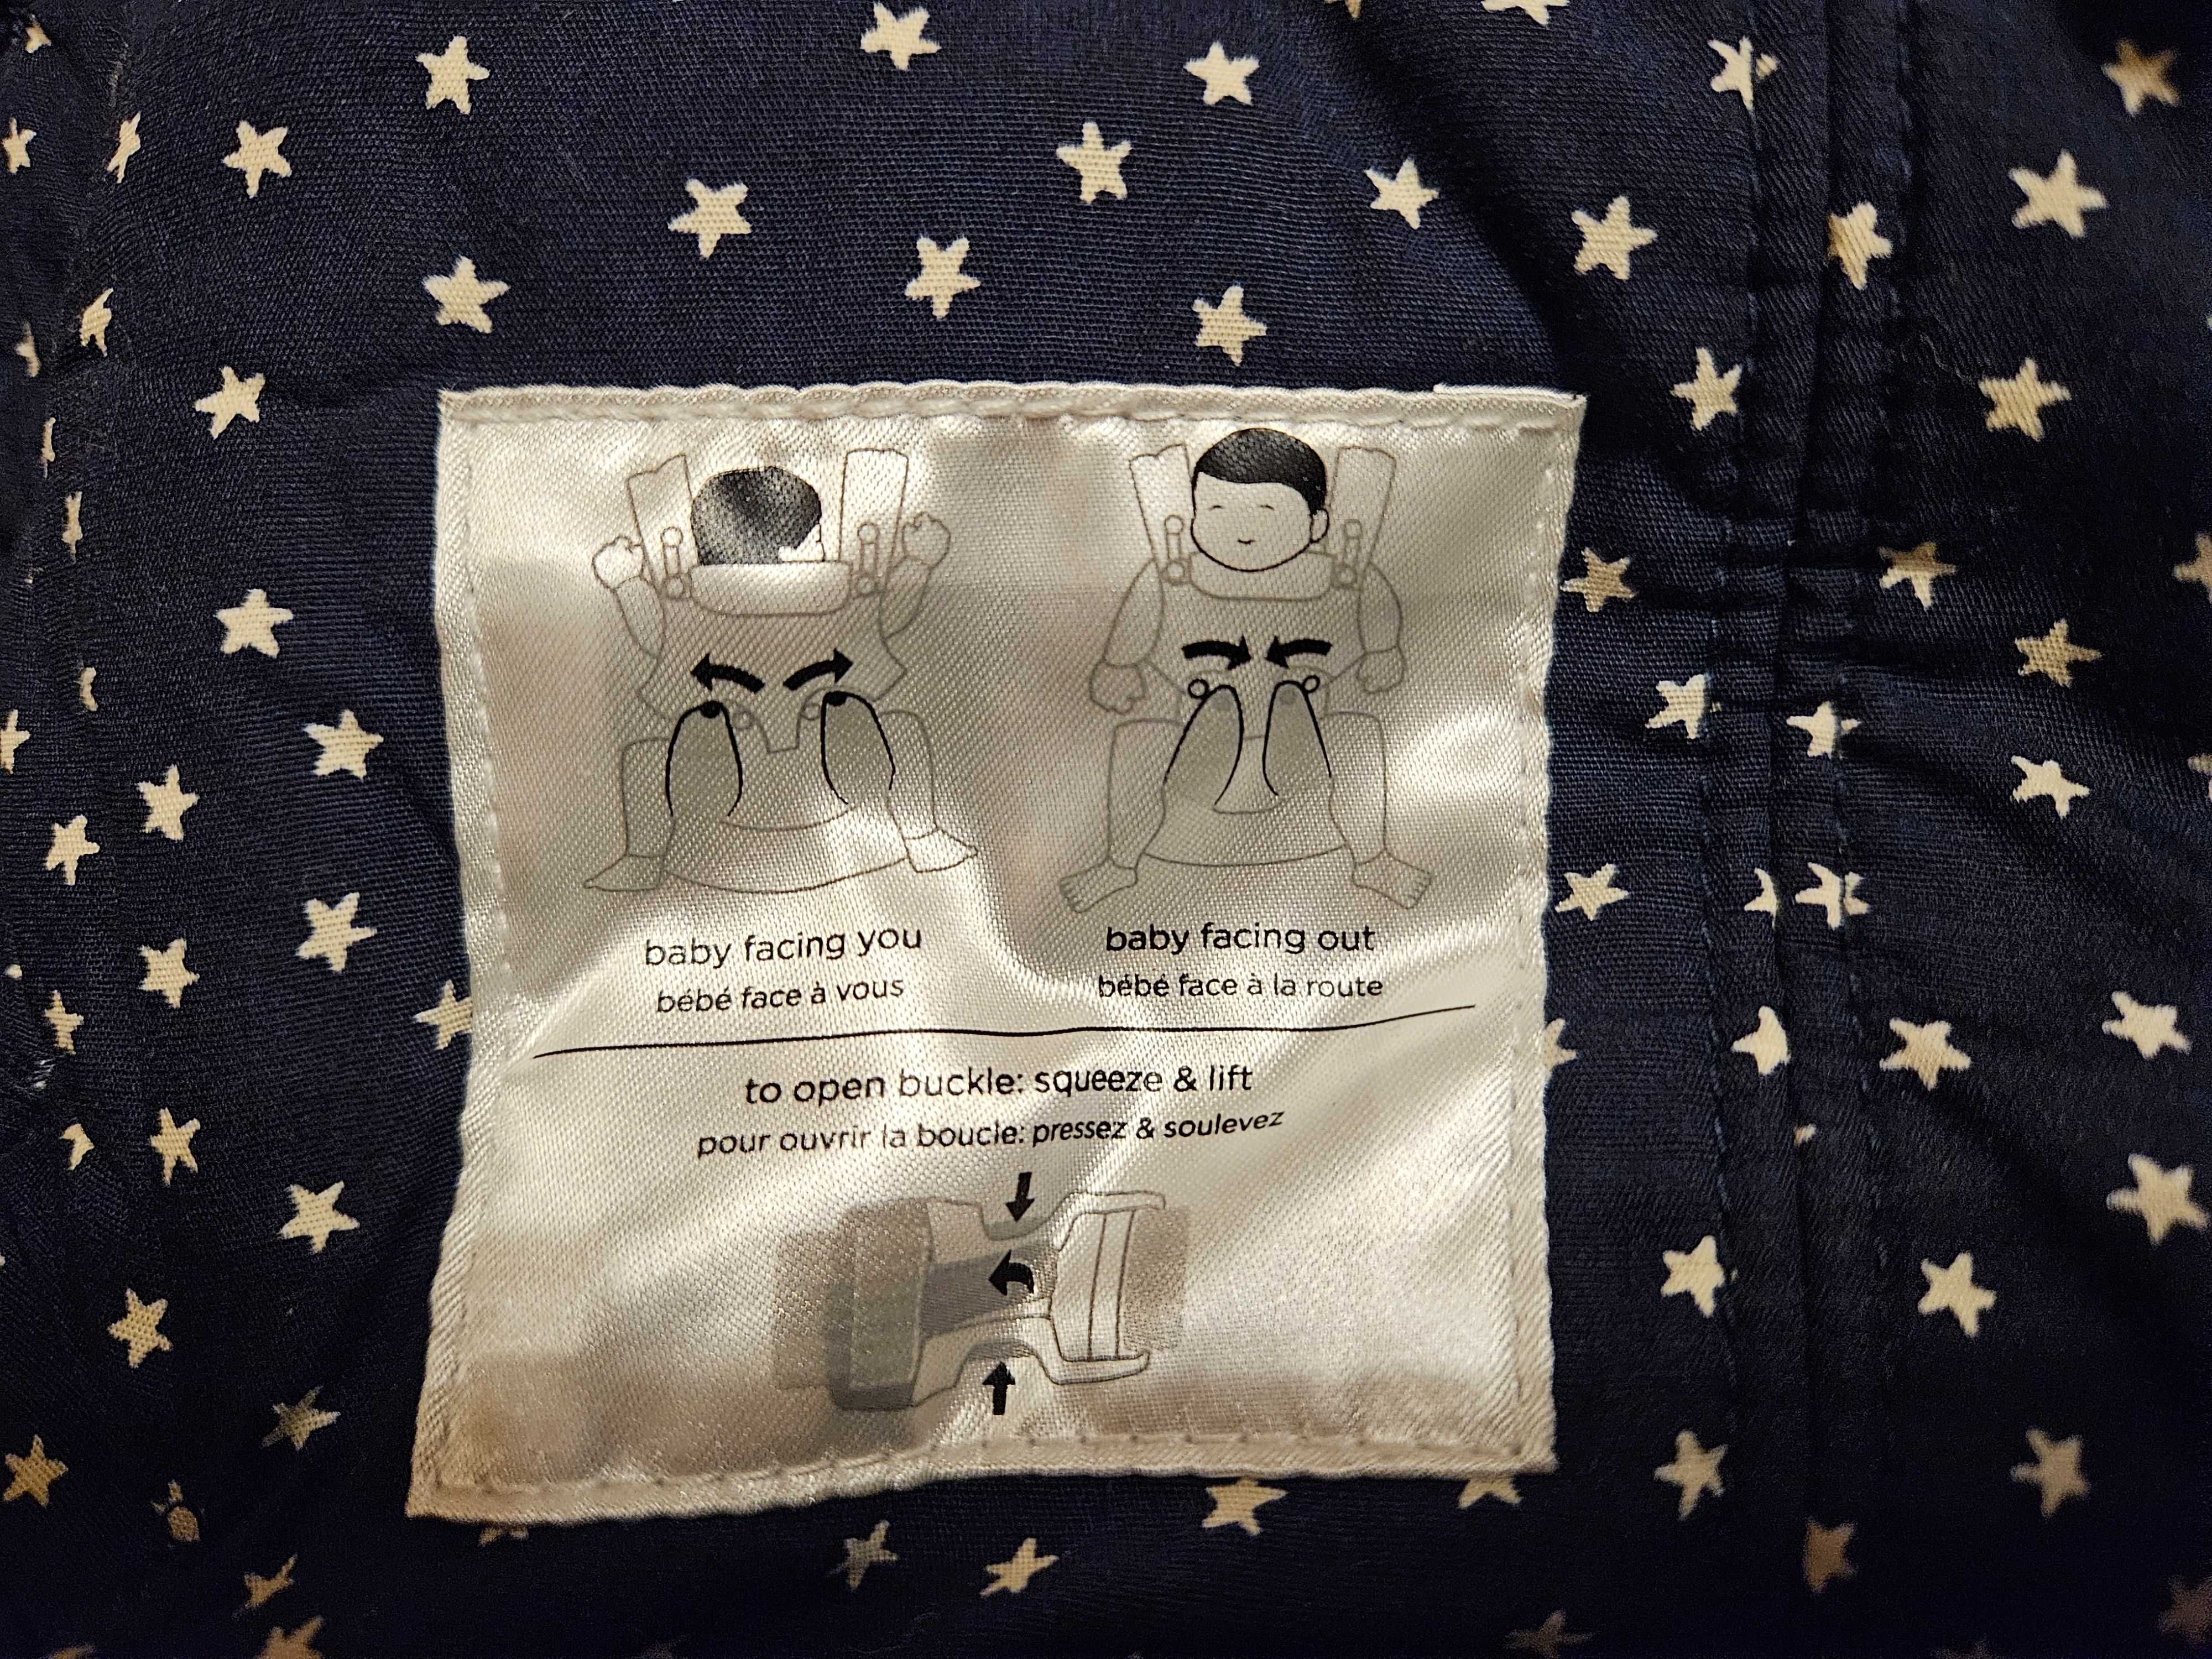 baby facing you
bébé face à vous
baby facing out
bébé face à la route
to open buckle: squeeze & lift
pour ouvrir la boucle: pressez & soulevez